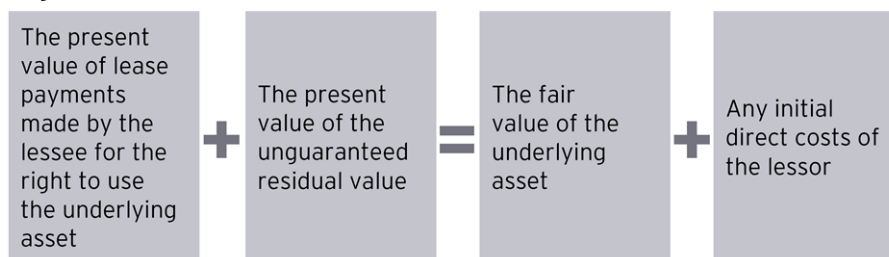 The present
value of lease
payments
made by the
lessee for the
right to use
the underlying
asset
+
The present
value of the
unguaranteed
residual value
=
The fair
value of the
underlying
asset
+
Any initial
direct costs of
the lessor